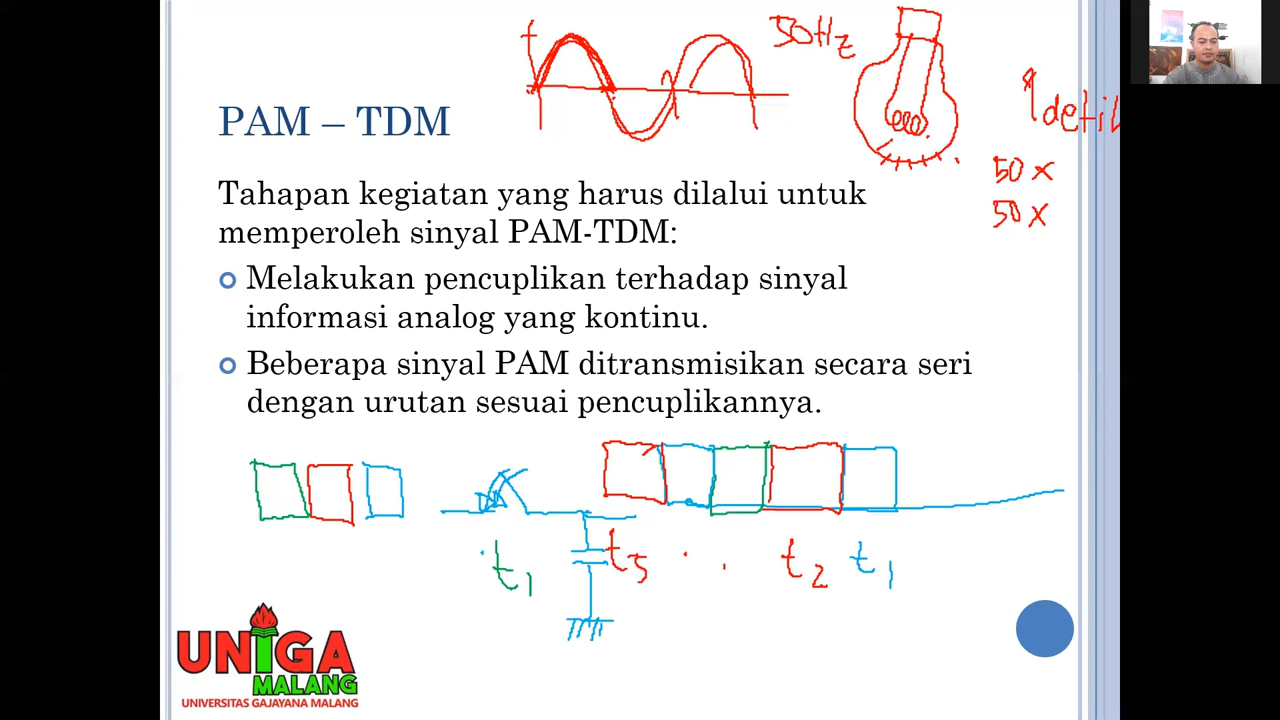 50Hz
1 detil
50 x
50 x
PAM – TDM
Tahapan kegiatan yang harus dilalui untuk
memperoleh sinyal PAM-TDM:
Melakukan pencuplikan terhadap sinyal
informasi analog yang kontinu.
Beberapa sinyal PAM ditransmisikan secara seri
dengan urutan sesuai pencuplikannya.
t1
t3
t2
t1
UNIGA
MALANG
UNIVERSITAS GAJAYANA MALANG